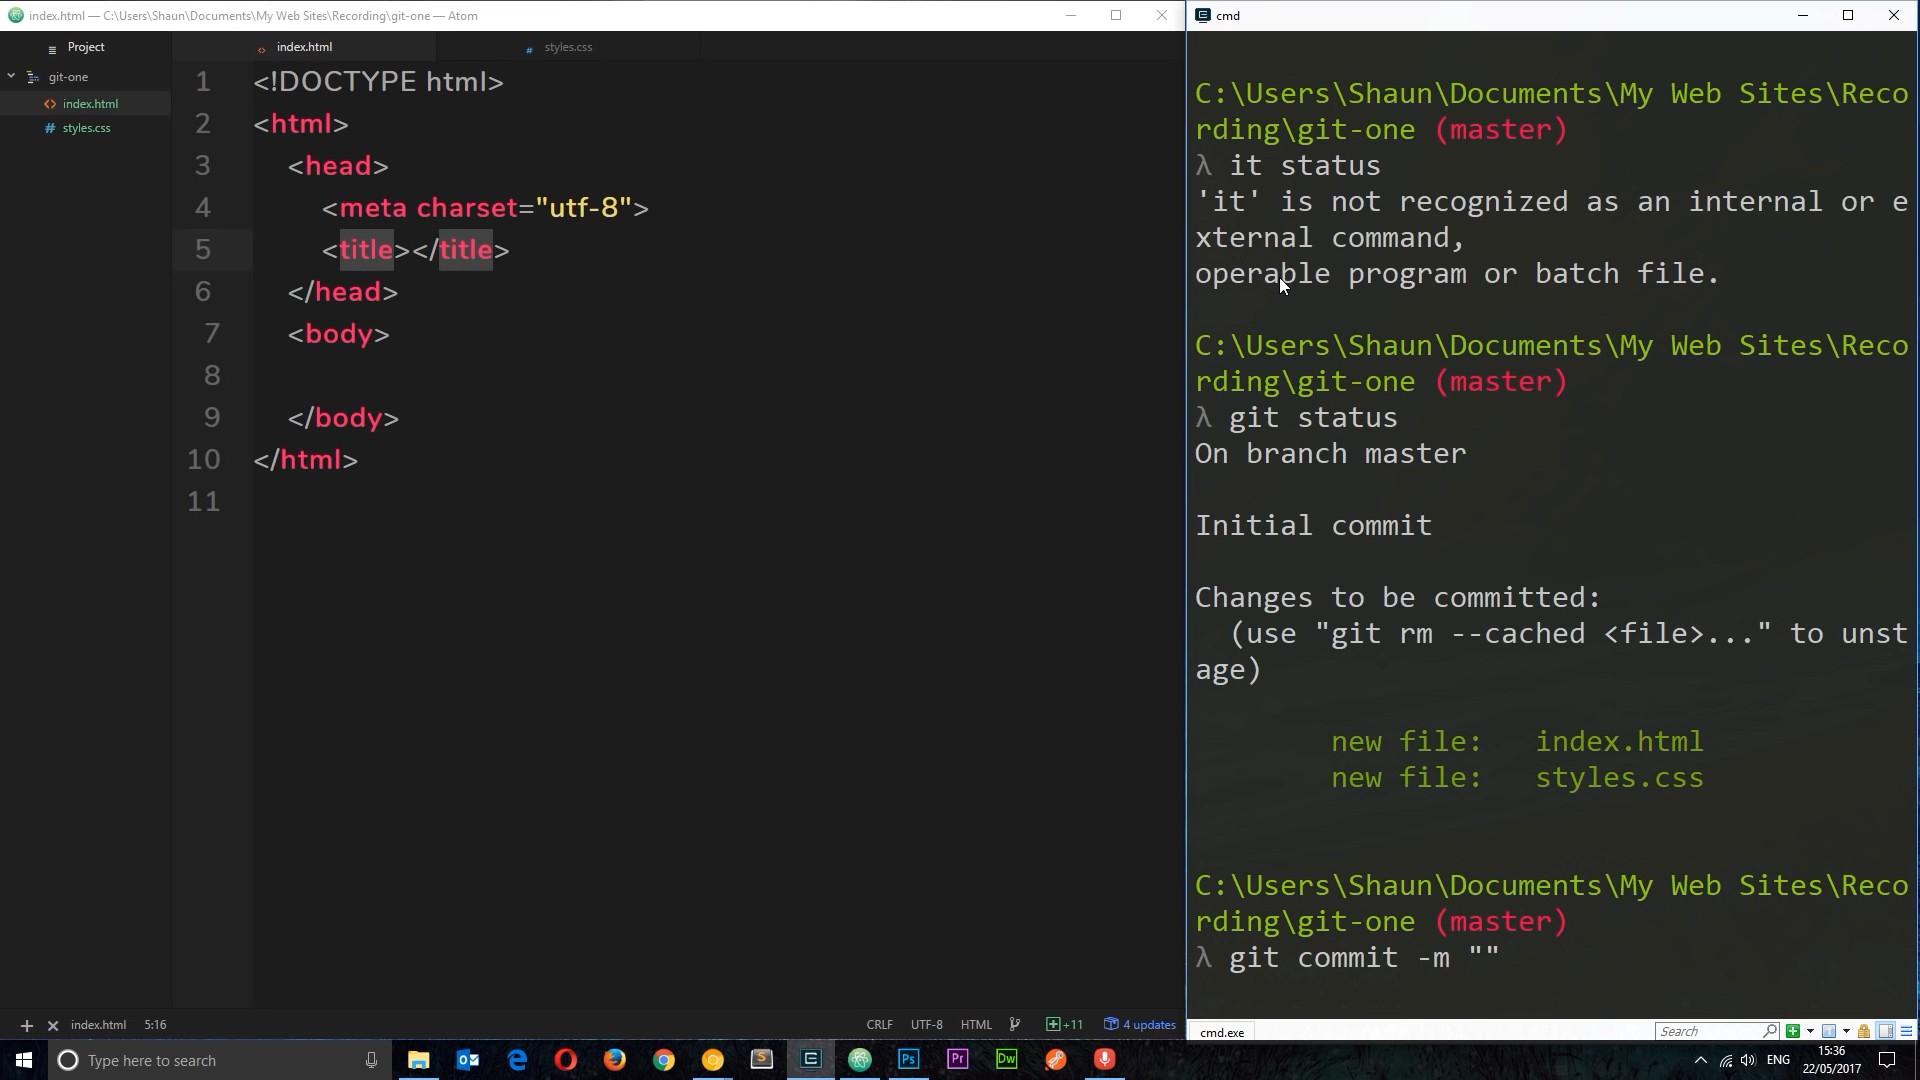 index.html — C:\Users\Shaun\Documents\My Web Sites\Recording\git-one — Atom
Project
git-one
index.html
styles.css
index.html
styles.css
1 <!DOCTYPE html>
2 <html>
3 <head>
4 <meta charset="utf-8">
5 <title></title>
6 </head>
7 <body>
8
9 </body>
10 </html>
11
index.html 5:16
CRLF UTF-8 HTML +11 4 updates
cmd
C:\Users\Shaun\Documents\My Web Sites\Reco
rding\git-one (master)
λ it status
'it' is not recognized as an internal or e
xternal command,
operable program or batch file.
C:\Users\Shaun\Documents\My Web Sites\Reco
rding\git-one (master)
λ git status
On branch master
Initial commit
Changes to be committed:
(use "git rm --cached <file>..." to unst
age)
new file: index.html
new file: styles.css
C:\Users\Shaun\Documents\My Web Sites\Reco
rding\git-one (master)
λ git commit -m ""
cmd.exe
Search
Type here to search
Ps
Pr
Dw
ENG
15:36
22/05/2017